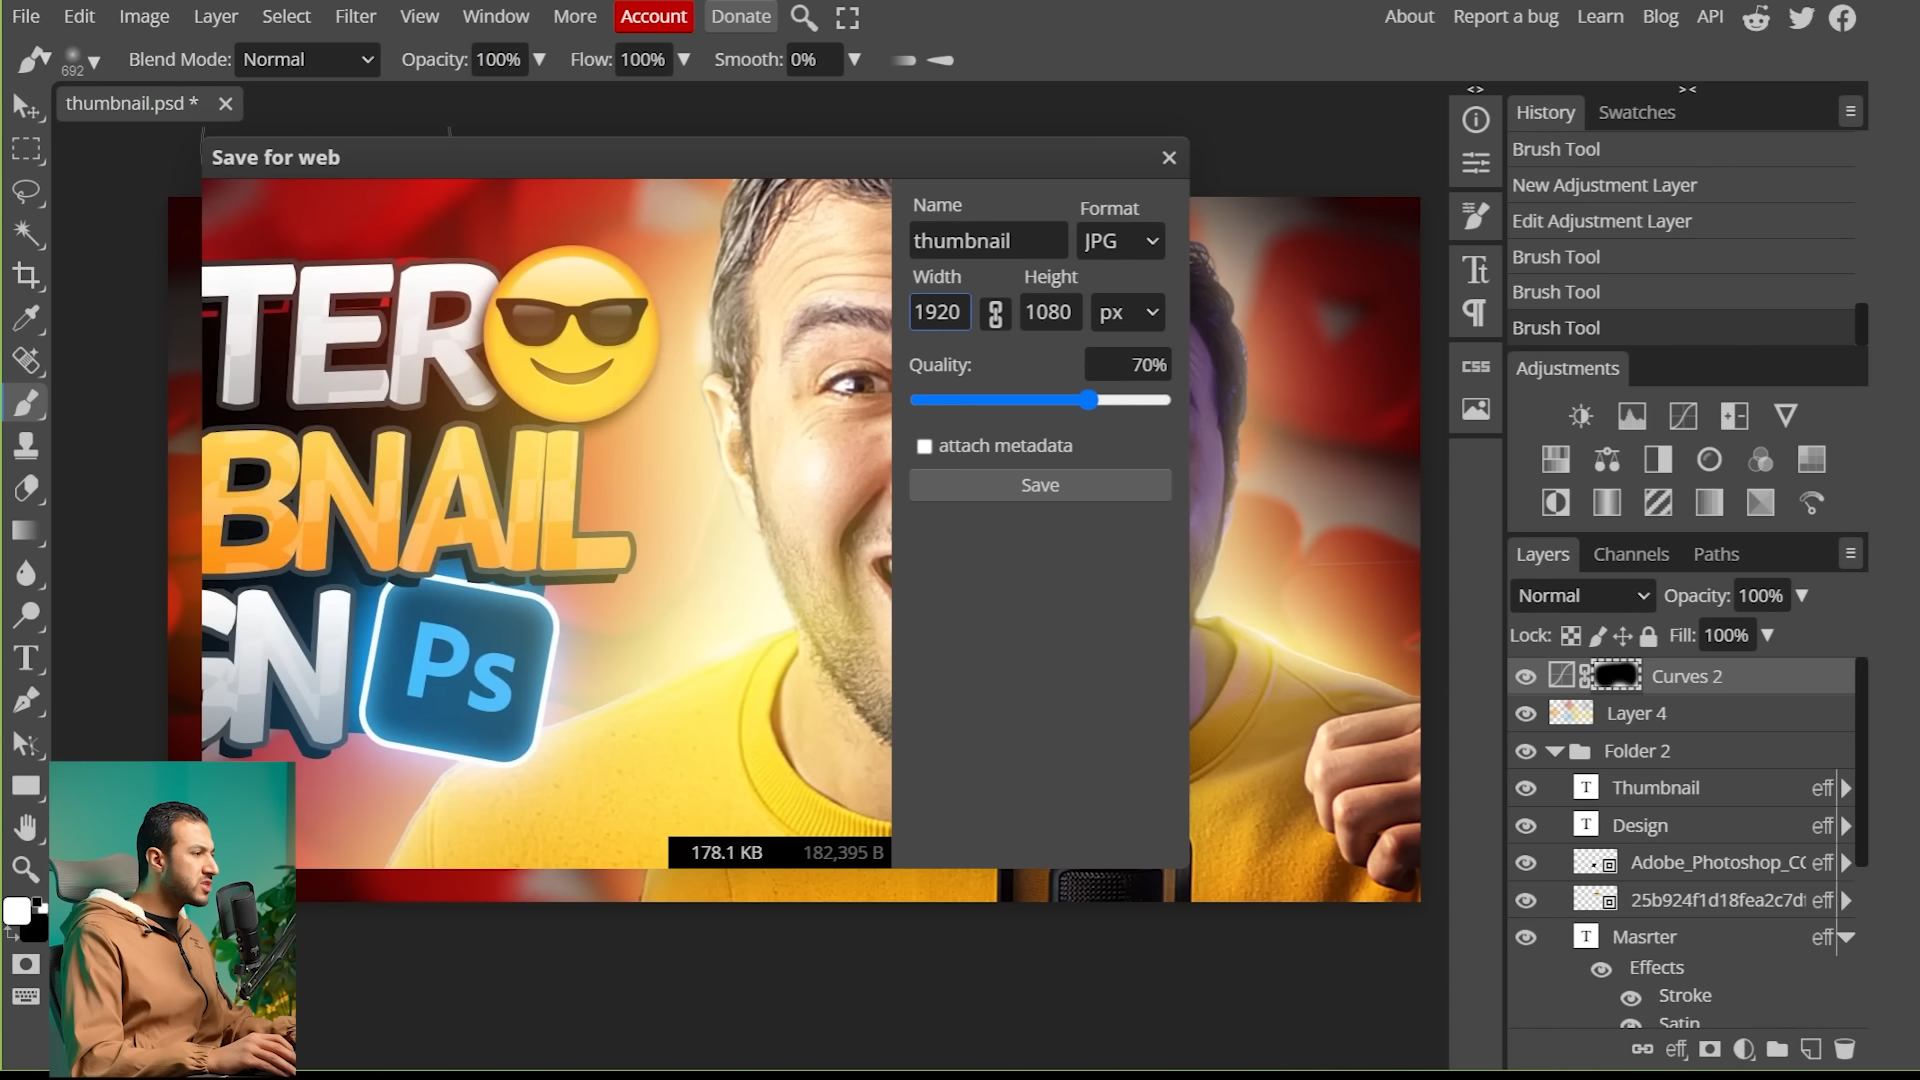 File Edit Image Layer Select Filter View Window More Account Donate
About Report a bug Learn Blog API
692 Blend Mode: Normal Opacity: 100% Flow: 100% Smooth: 0%
thumbnail.psd *
Save for web
TER
BNAIL
GN
Ps
178.1 KB 182,395 B
Name
Format
thumbnail
JPG
Width
Height
1920
1080
px
Quality:
70%
attach metadata
Save
< >
> <
History Swatches
Brush Tool
New Adjustment Layer
Edit Adjustment Layer
Brush Tool
Brush Tool
Brush Tool
CSS
Adjustments
Layers Channels Paths
Normal Opacity: 100%
Lock: Fill: 100%
Curves 2
Layer 4
Folder 2
T Thumbnail eff
T Design eff
Adobe_Photoshop_CC eff
25b924f1d18fea2c7d eff
T Masrter eff
Effects
Stroke
Satin
eff